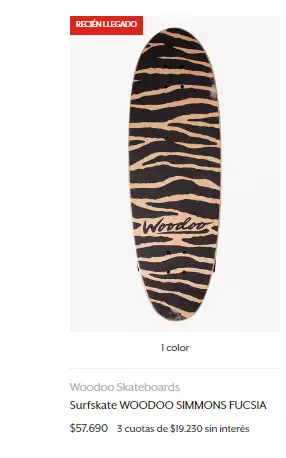 RECIÉN LLEGADO
Woodoo
1 color
Woodoo Skateboards
Surfskate WOODOO SIMMONS FUCSIA
$57.690 3 cuotas de $19.230 sin interés